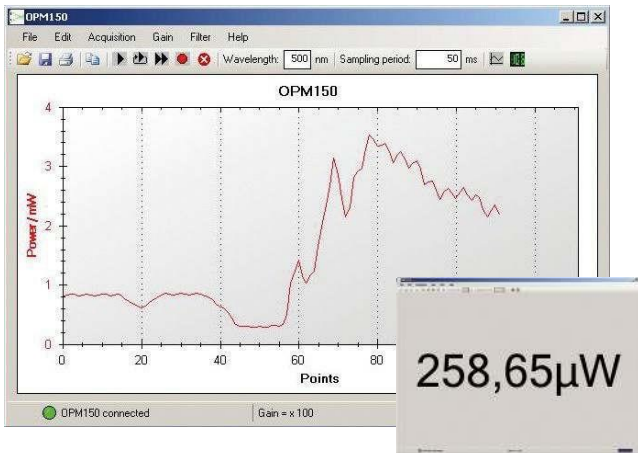 OPM150
File Edit Acquisition Gain Filter Help
Wavelength: 500 nm Sampling period: 50 ms
OPM150
4
3
2
1
0
Power / mW
0 20 40 60 80
Points
258,65µW
OPM150 connected Gain = x 100